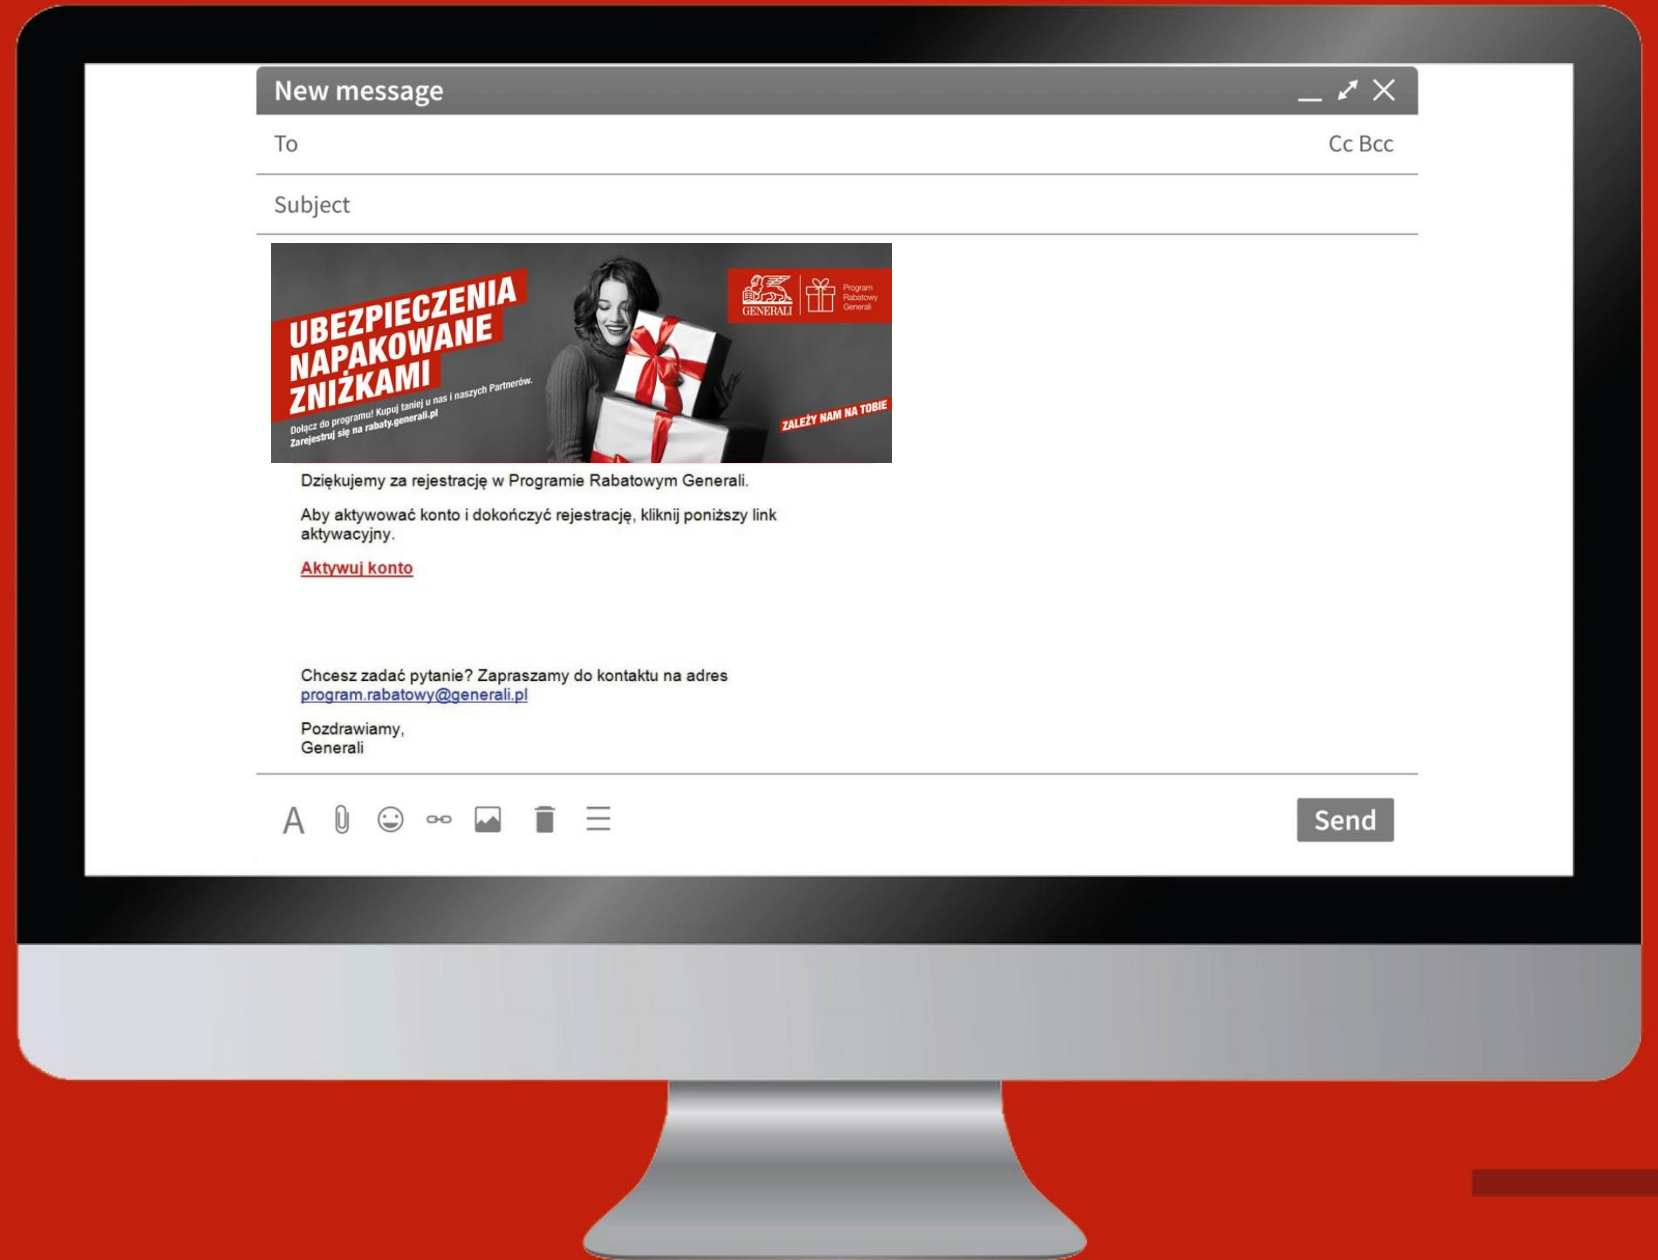 New message
To
Cc Bcc
Subject
UBEZPIECZENIA
NAPAKOWANE
ZNIŻKAMI
Dołącz do programu! Kupuj taniej u nas i naszych Partnerów.
Zarejestruj się na rabaty.generali.pl
GENERALI
Program
Rabatowy
Generali
ZALEŻY NAM NA TOBIE
Dziękujemy za rejestrację w Programie Rabatowym Generali.
Aby aktywować konto i dokończyć rejestrację, kliknij poniższy link
aktywacyjny.
Aktywuj konto
Chcesz zadać pytanie? Zapraszamy do kontaktu na adres
program.rabatowy@generali.pl
Pozdrawiamy,
Generali
A
Send